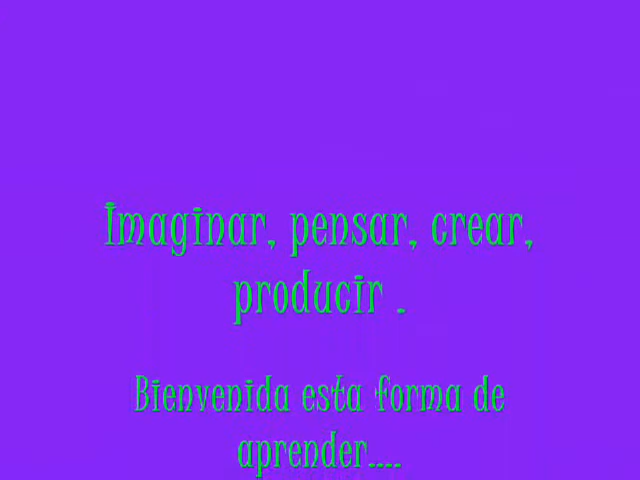 Imaginar, pensar, crear,
producir .
Bienvenida esta forma de
aprender....